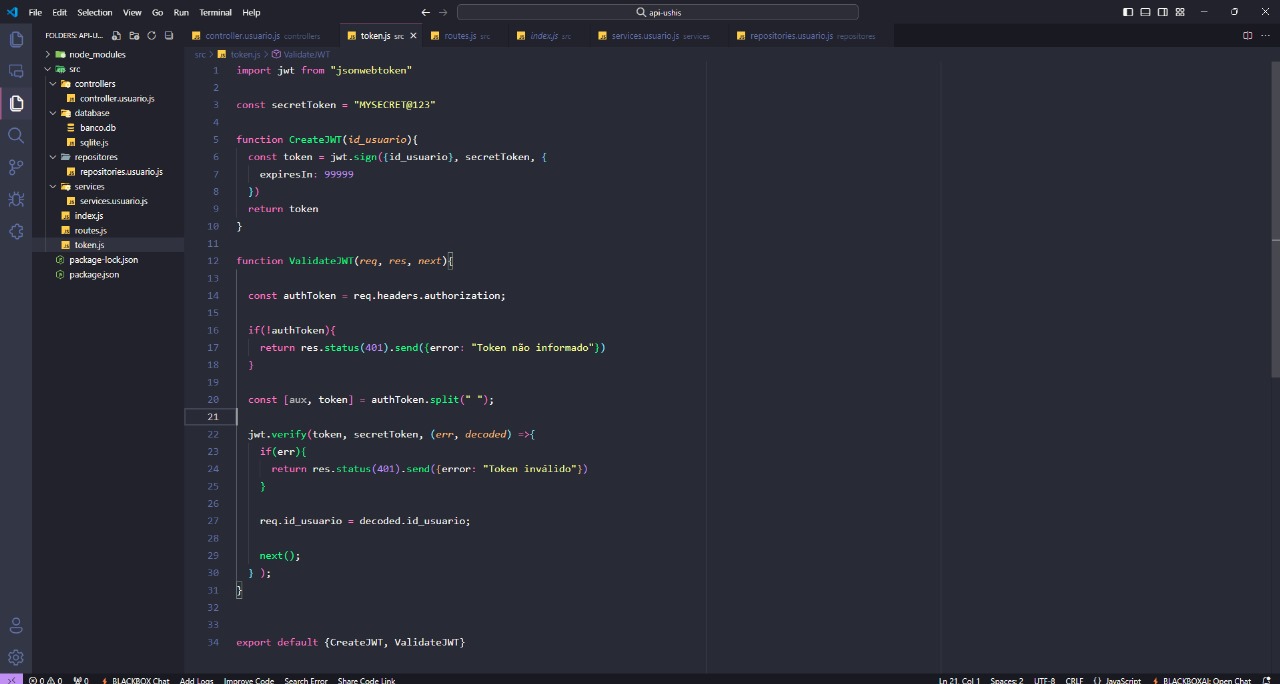 File Edit Selection View Go Run Terminal Help
api-ushis
FOLDERS: API-U...
controller.usuario.js controllers
token.js src
routes.js src
index.js src
services.usuario.js services
repositories.usuario.js repositores
src > token.js > ValidateJWT
node_modules
src
controllers
controller.usuario.js
database
banco.db
sqlite.js
repositores
repositories.usuario.js
services
services.usuario.js
index.js
routes.js
token.js
package-lock.json
package.json
1 import jwt from "jsonwebtoken"
2
3 const secretToken = "MYSECRET@123"
4
5 function CreateJWT(id_usuario){
6 const token = jwt.sign({id_usuario}, secretToken, {
7 expiresIn: 99999
8 })
9 return token
10 }
11
12 function ValidateJWT(req, res, next){
13
14 const authToken = req.headers.authorization;
15
16 if(!authToken){
17 return res.status(401).send({error: "Token não informado"})
18 }
19
20 const [aux, token] = authToken.split(" ");
21
22 jwt.verify(token, secretToken, (err, decoded) =>{
23 if(err){
24 return res.status(401).send({error: "Token inválido"})
25 }
26
27 req.id_usuario = decoded.id_usuario;
28
29 next();
30 } );
31 }
32
33
34 export default {CreateJWT, ValidateJWT}
0 0 0 BLACKBOX Chat Add Logs Improve Code Search Error Share Code Link
Ln 21, Col 1 Spaces: 2 UTF-8 CRLF {} JavaScript BLACKBOXAI: Open Chat